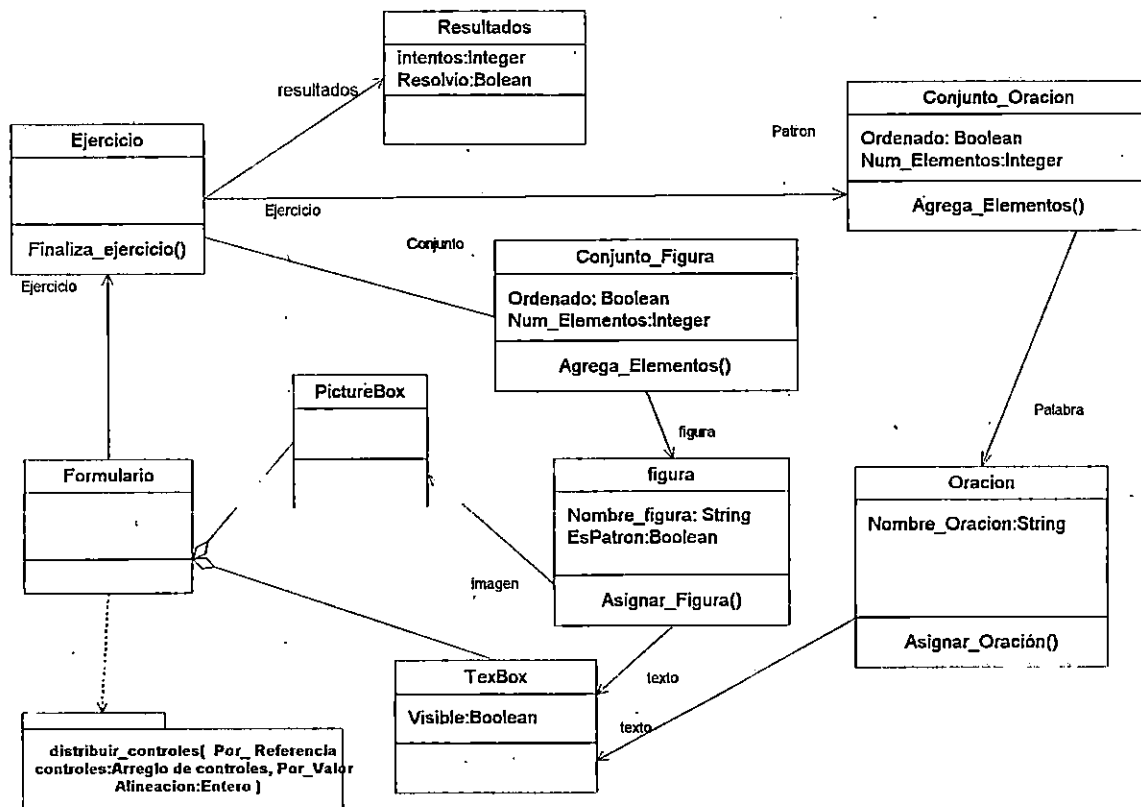 Resultados
intentos:Integer
Resolvio:Bolean
resultados
Conjunto_Oracion
Ordenado: Boolean
Num_Elementos:Integer
Agrega_Elementos()
Patron
Ejercicio
Finaliza_ejercicio()
Ejercicio
Ejercicio
Conjunto
Conjunto_Figura
Ordenado: Boolean
Num_Elementos:Integer
Agrega_Elementos()
PictureBox
figura
Palabra
Formulario
figura
Nombre_figura: String
EsPatron:Boolean
Asignar_Figura()
Oracion
Nombre_Oracion:String
Asignar_Oración()
imagen
TexBox
Visible:Boolean
texto
texto
distribuir_controles( Por_ Referencia
controles:Arreglo de controles, Por_Valor
Alineacion:Entero )